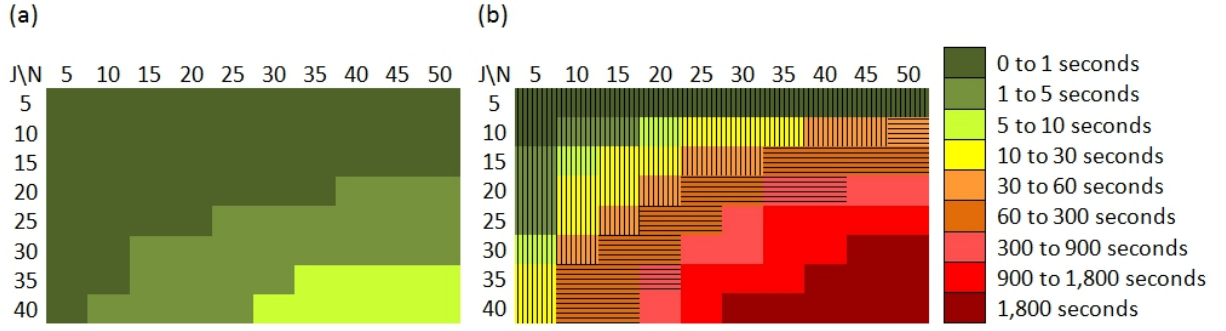 (a)
J\N 5 10 15 20 25 30 35 40 45 50
5
10
15
20
25
30
35
40
(b)
J\N 5 10 15 20 25 30 35 40 45 50
5
10
15
20
25
30
35
40
0 to 1 seconds
1 to 5 seconds
5 to 10 seconds
10 to 30 seconds
30 to 60 seconds
60 to 300 seconds
300 to 900 seconds
900 to 1,800 seconds
1,800 seconds